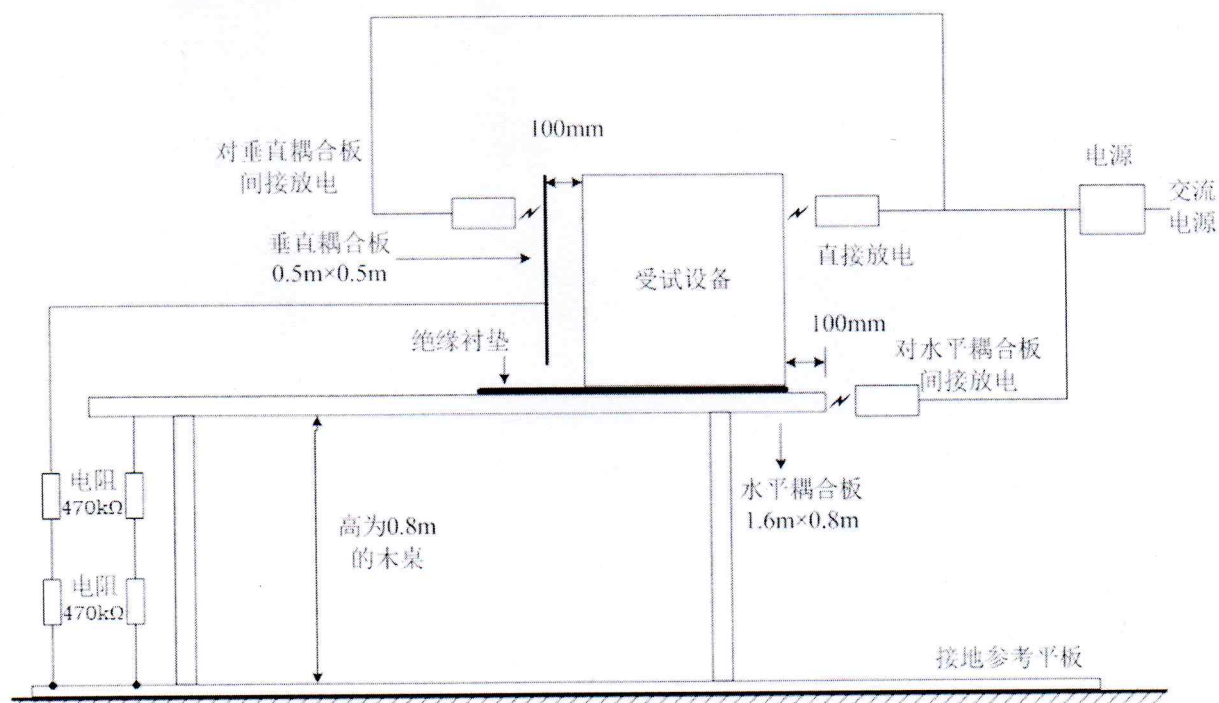 100mm
对垂直耦合板
间接放电
电源
交流
电源
垂直耦合板
0.5m×0.5m
直接放电
受试设备
100mm
绝缘衬垫
对水平耦合板
间接放电
电阻
470kΩ
水平耦合板
1.6m×0.8m
高为0.8m
的木桌
电阻
470kΩ
接地参考平板